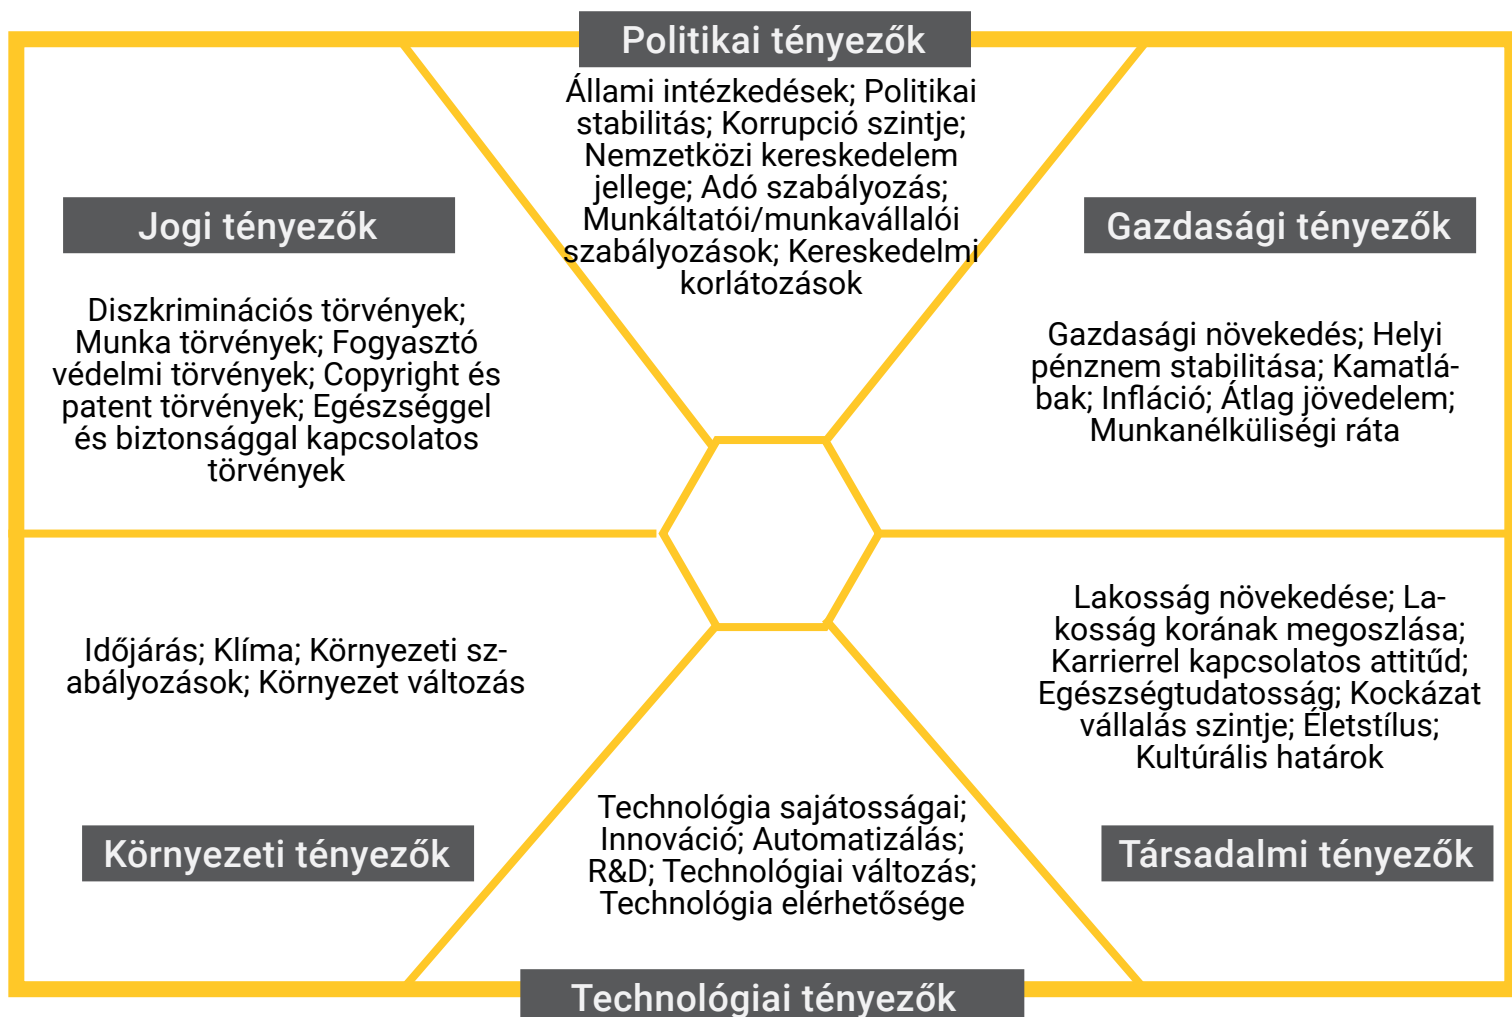 Politikai tényezők
Állami intézkedések; Politikai
stabilitás; Korrupció szintje;
Nemzetközi kereskedelem
jellege; Adó szabályozás;
Munkáltatói/munkavállalói
szabályozások; Kereskedelmi
korlátozások
Jogi tényezők
Diszkriminációs törvények;
Munka törvények; Fogyasztó
védelmi törvények; Copyright és
patent törvények; Egészséggel
és biztonsággal kapcsolatos
törvények
Gazdasági tényezők
Gazdasági növekedés; Helyi
pénznem stabilitása; Kamatlá-
bak; Infláció; Átlag jövedelem;
Munkanélküliségi ráta
Időjárás; Klíma; Környezeti sz-
abályozások; Környezet változás
Környezeti tényezők
Technológia sajátosságai;
Innováció; Automatizálás;
R&D; Technológiai változás;
Technológia elérhetősége
Technológiai tényezők
Lakosság növekedése; La-
kosság korának megoszlása;
Karrierrel kapcsolatos attitűd;
Egészségtudatosság; Kockázat
vállalás szintje; Életstílus;
Kultúrális határok
Társadalmi tényezők